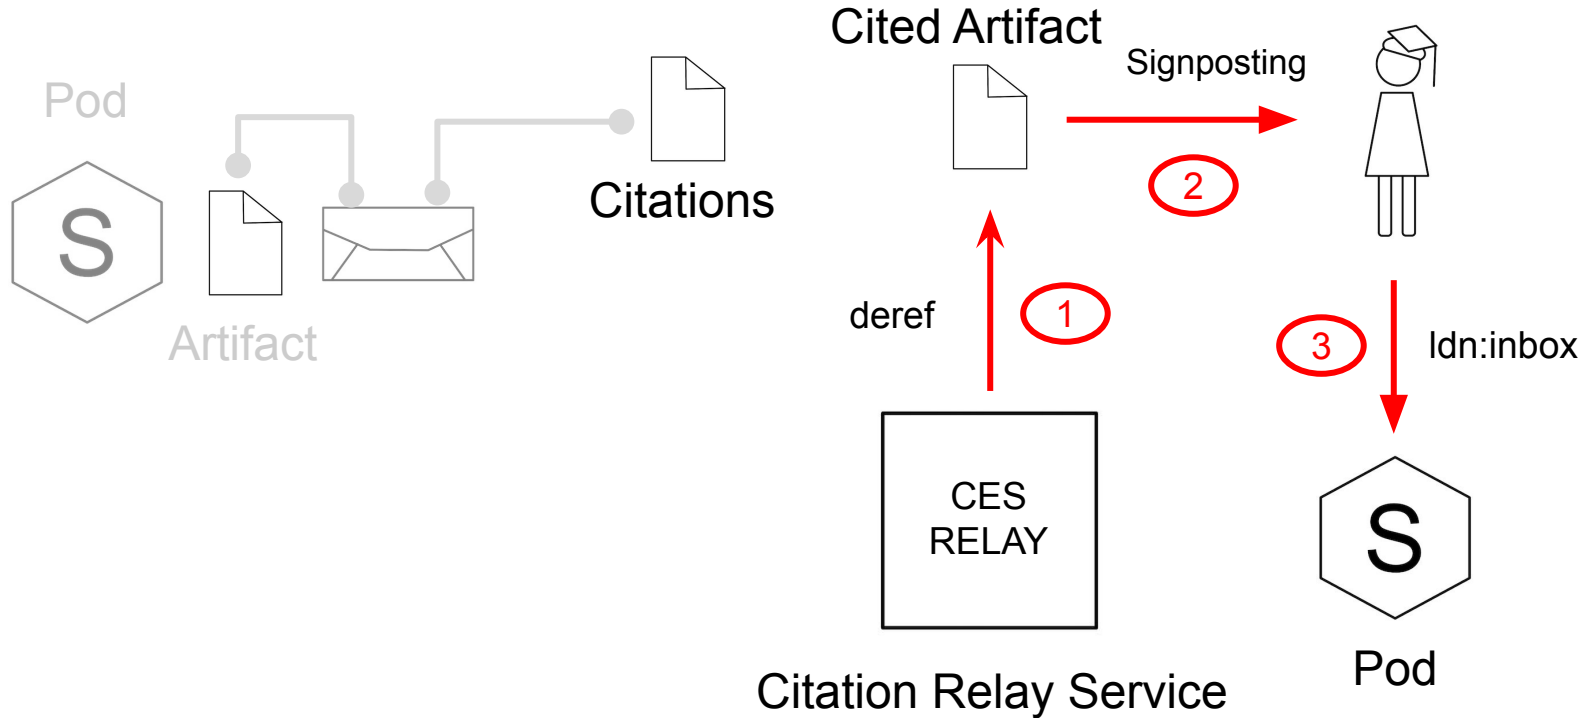 Pod
S
Artifact
Citations
Cited Artifact
Signposting
2
deref
1
3
ldn:inbox
CES
RELAY
S
Citation Relay Service
Pod